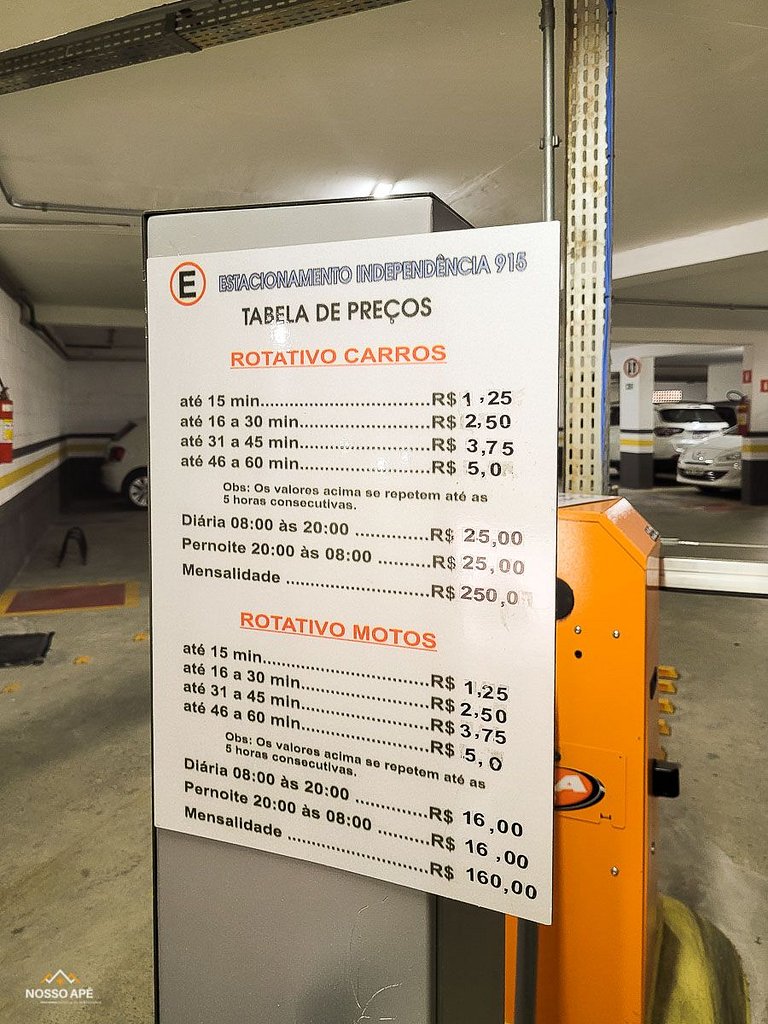 E ESTACIONAMENTO INDEPENDÊNCIA 915
TABELA DE PREÇOS
ROTATIVO CARROS
até 15 min..............................R$ 1,25
até 16 a 30 min........................R$ 2,50
até 31 a 45 min........................R$ 3,75
até 46 a 60 min........................R$ 5,0
Obs: Os valores acima se repetem até as
5 horas consecutivas.
Diária 08:00 às 20:00 .............R$ 25,00
Pernoite 20:00 às 08:00 .........R$ 25,00
Mensalidade .........................R$ 250,0
ROTATIVO MOTOS
até 15 min..............................R$ 1,25
até 16 a 30 min........................R$ 2,50
até 31 a 45 min........................R$ 3,75
até 46 a 60 min........................R$ 5,0
Obs: Os valores acima se repetem até as
5 horas consecutivas.
Diária 08:00 às 20:00 .............R$ 16,00
Pernoite 20:00 às 08:00 .........R$ 16,00
Mensalidade .........................R$ 160,00
NOSSO APÊ